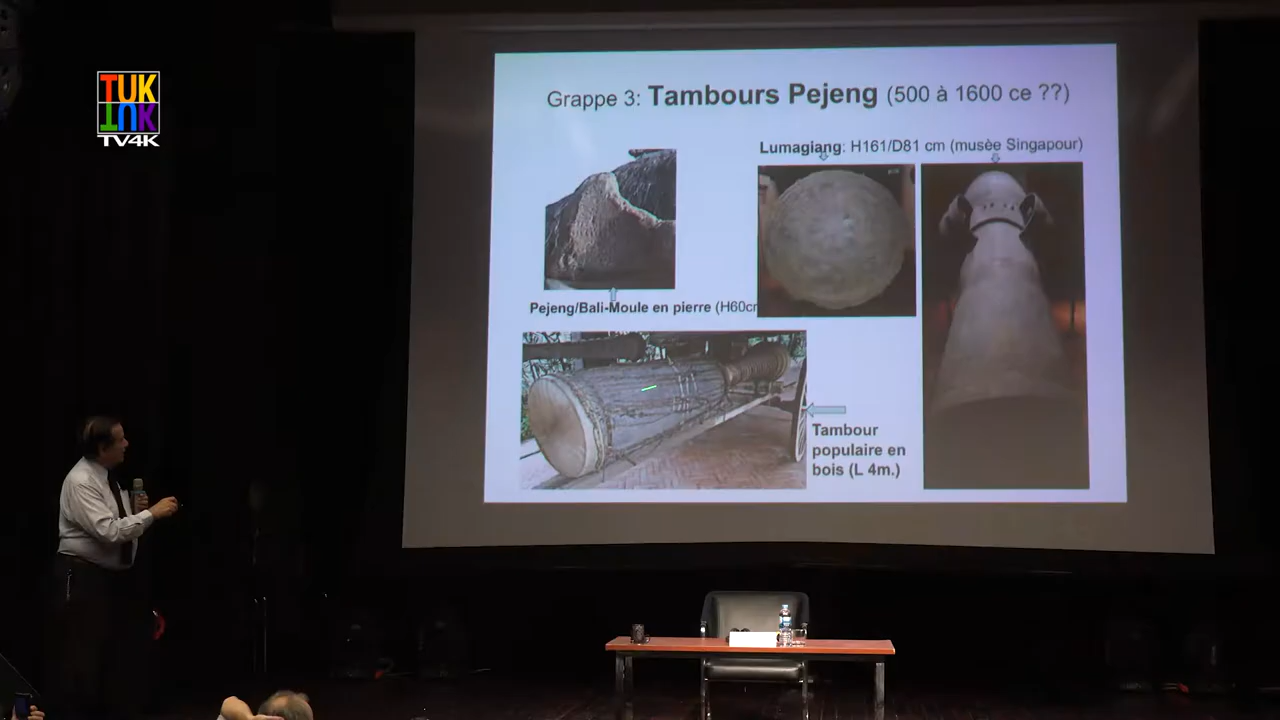 TUK
TUK
TV4K
Grappe 3: Tambours Pejeng (500 à 1600 ce ??)
Lumagiang: H161/D81 cm (musèe Singapour)
Pejeng/Bali-Moule en pierre (H60cm
Tambour
populaire en
bois (L 4m.)